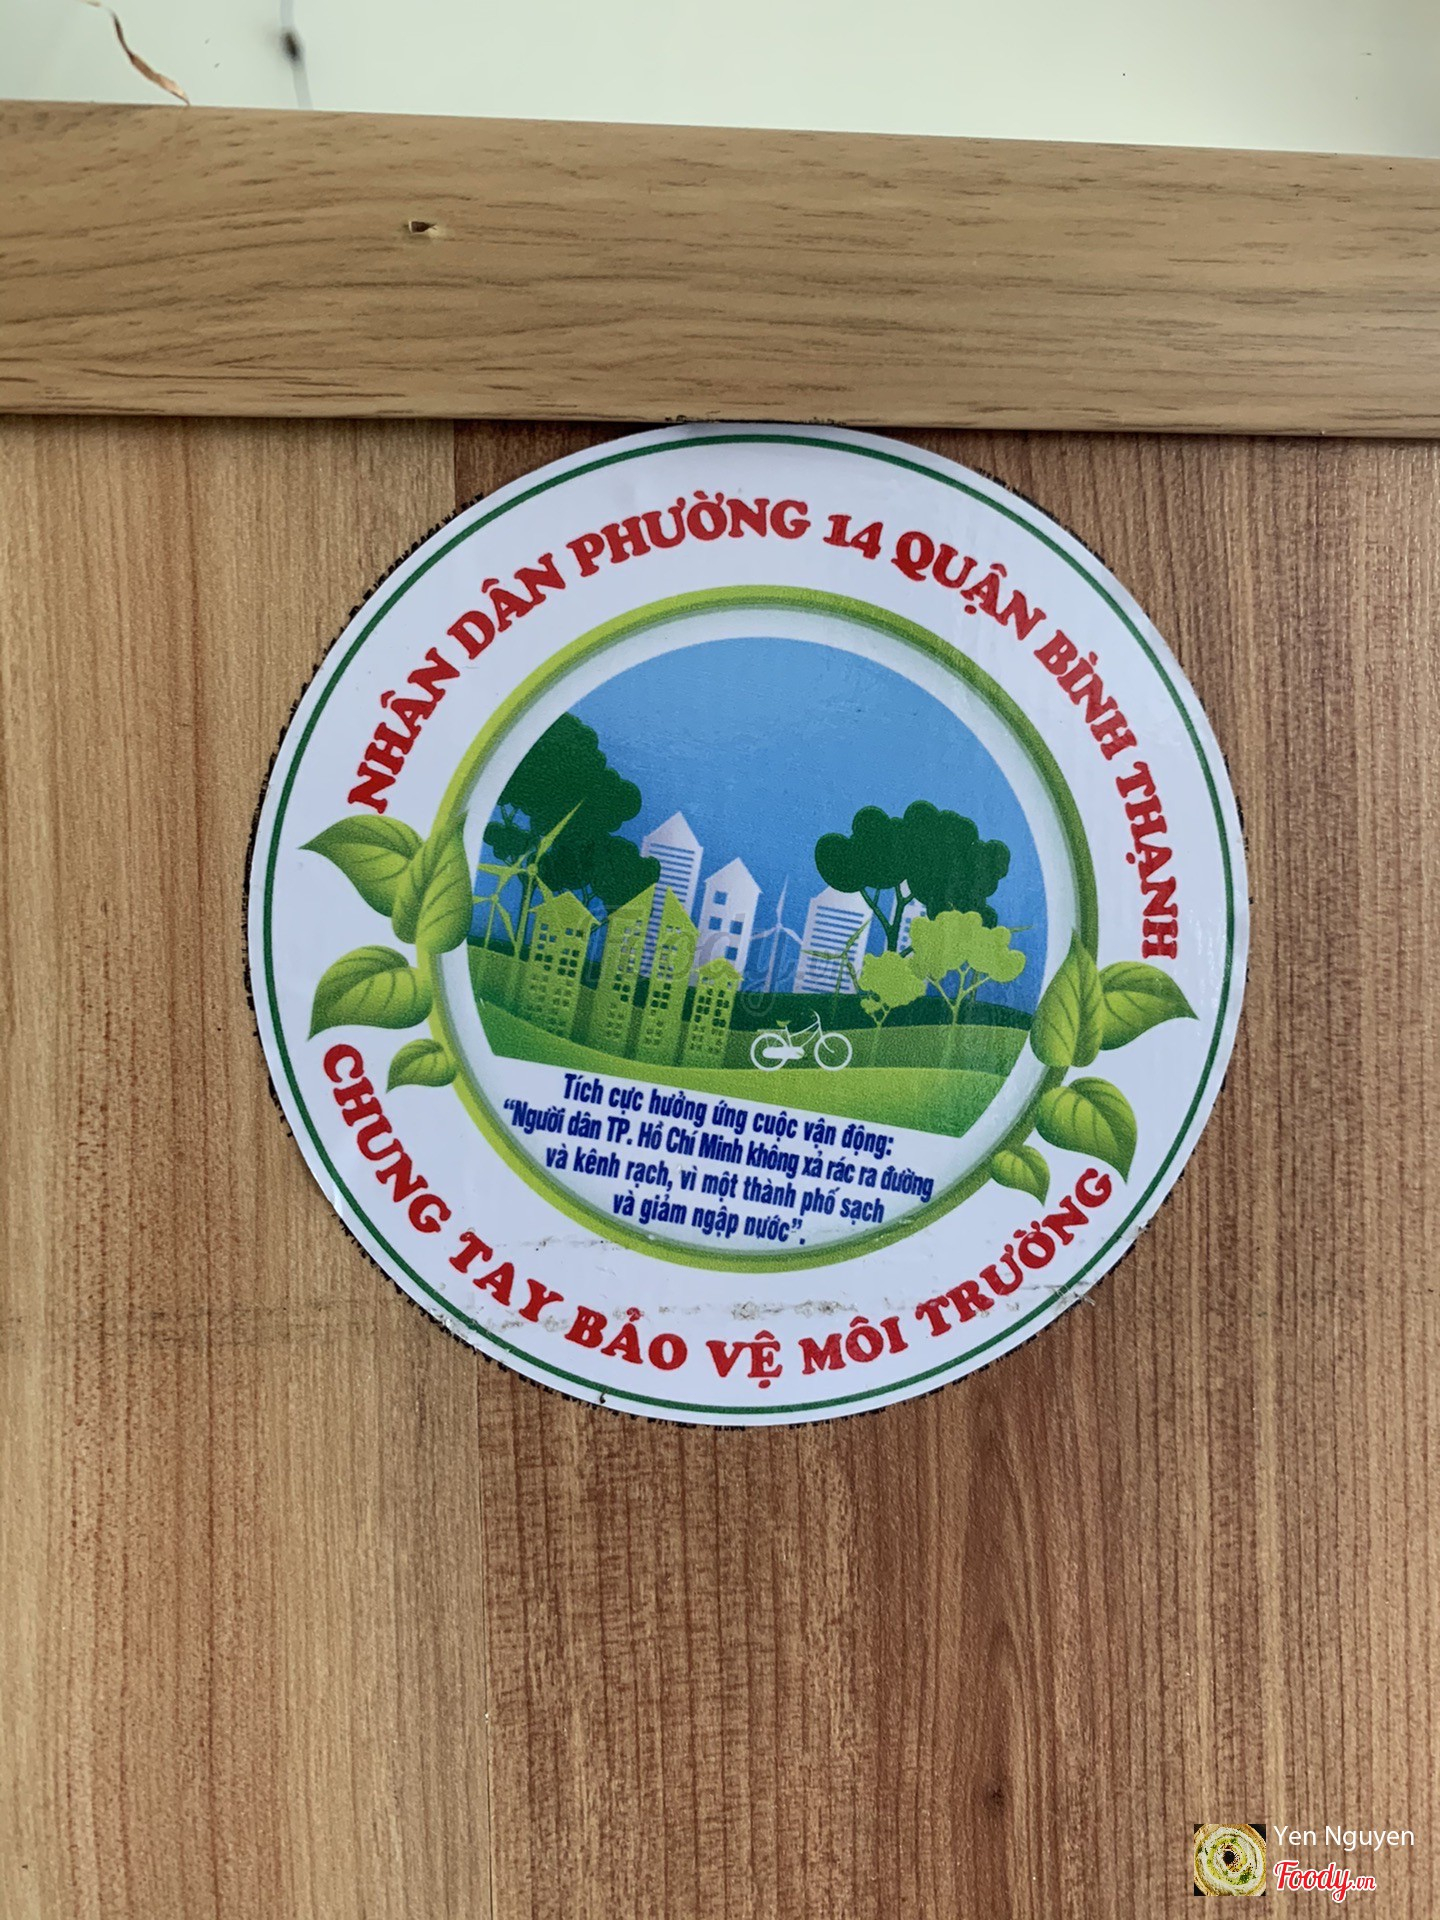 NHÂN DÂN PHƯỜNG 14 QUẬN BÌNH THẠNH
Tích cực hưởng ứng cuộc vận động:
“Người dân TP. Hồ Chí Minh không xả rác ra đường
và kênh rạch, vì một thành phố sạch
và giảm ngập nước”.
CHUNG TAY BẢO VỆ MÔI TRƯỜNG
Foody.vn
Yen Nguyen
Foody.vn